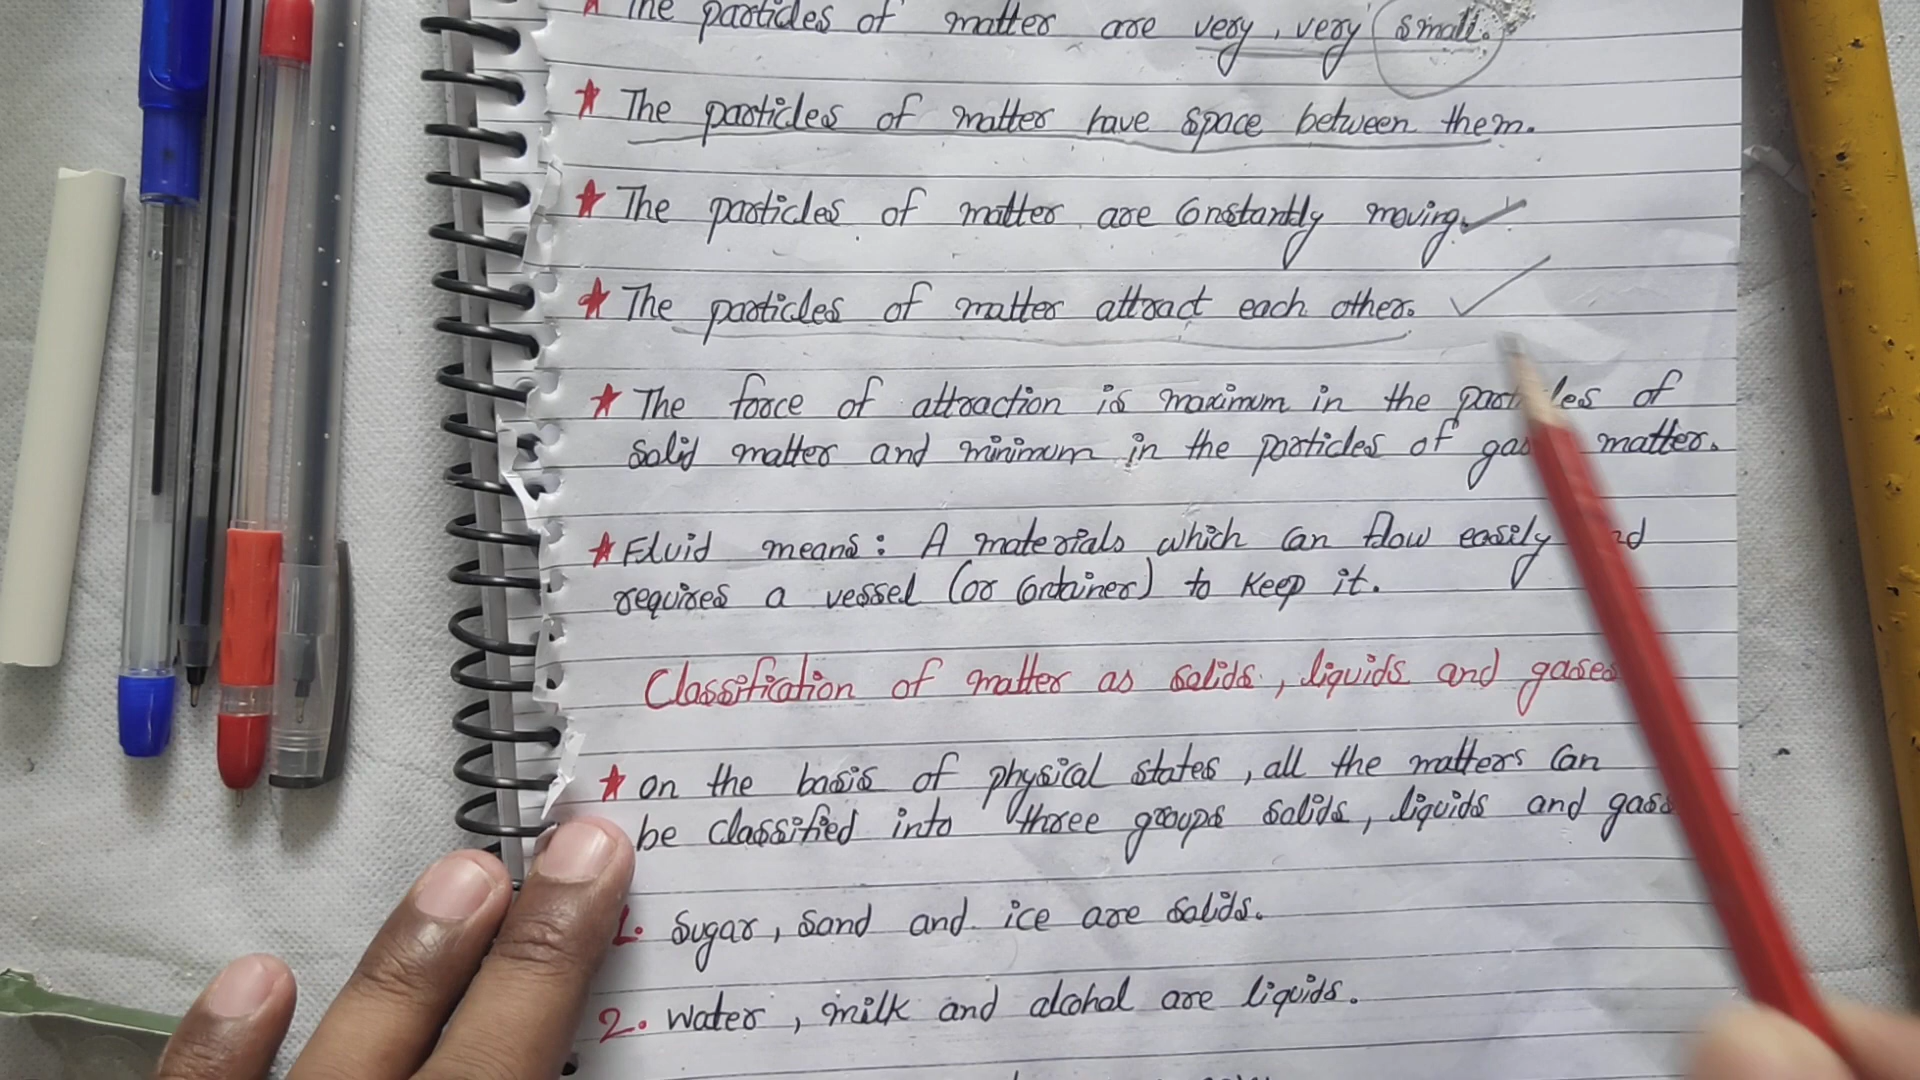 The particles of matter are very, very small.
The particles of matter have space between them.
The particles of matter are constantly moving.
The particles of matter attract each other.
The force of attraction is maximum in the particles of
solid matter and minimum in the particles of matter.
Fluid means: A materials which can flow easily
requires a vessel (or container) to keep it.
Classification of matter as solids, liquids and gases
on the basis of physical states, all the matters can
be classified into three groups solids, liquids and
1. Sugar, sand and ice are solids.
2. Water, milk and alcohal are liquids.